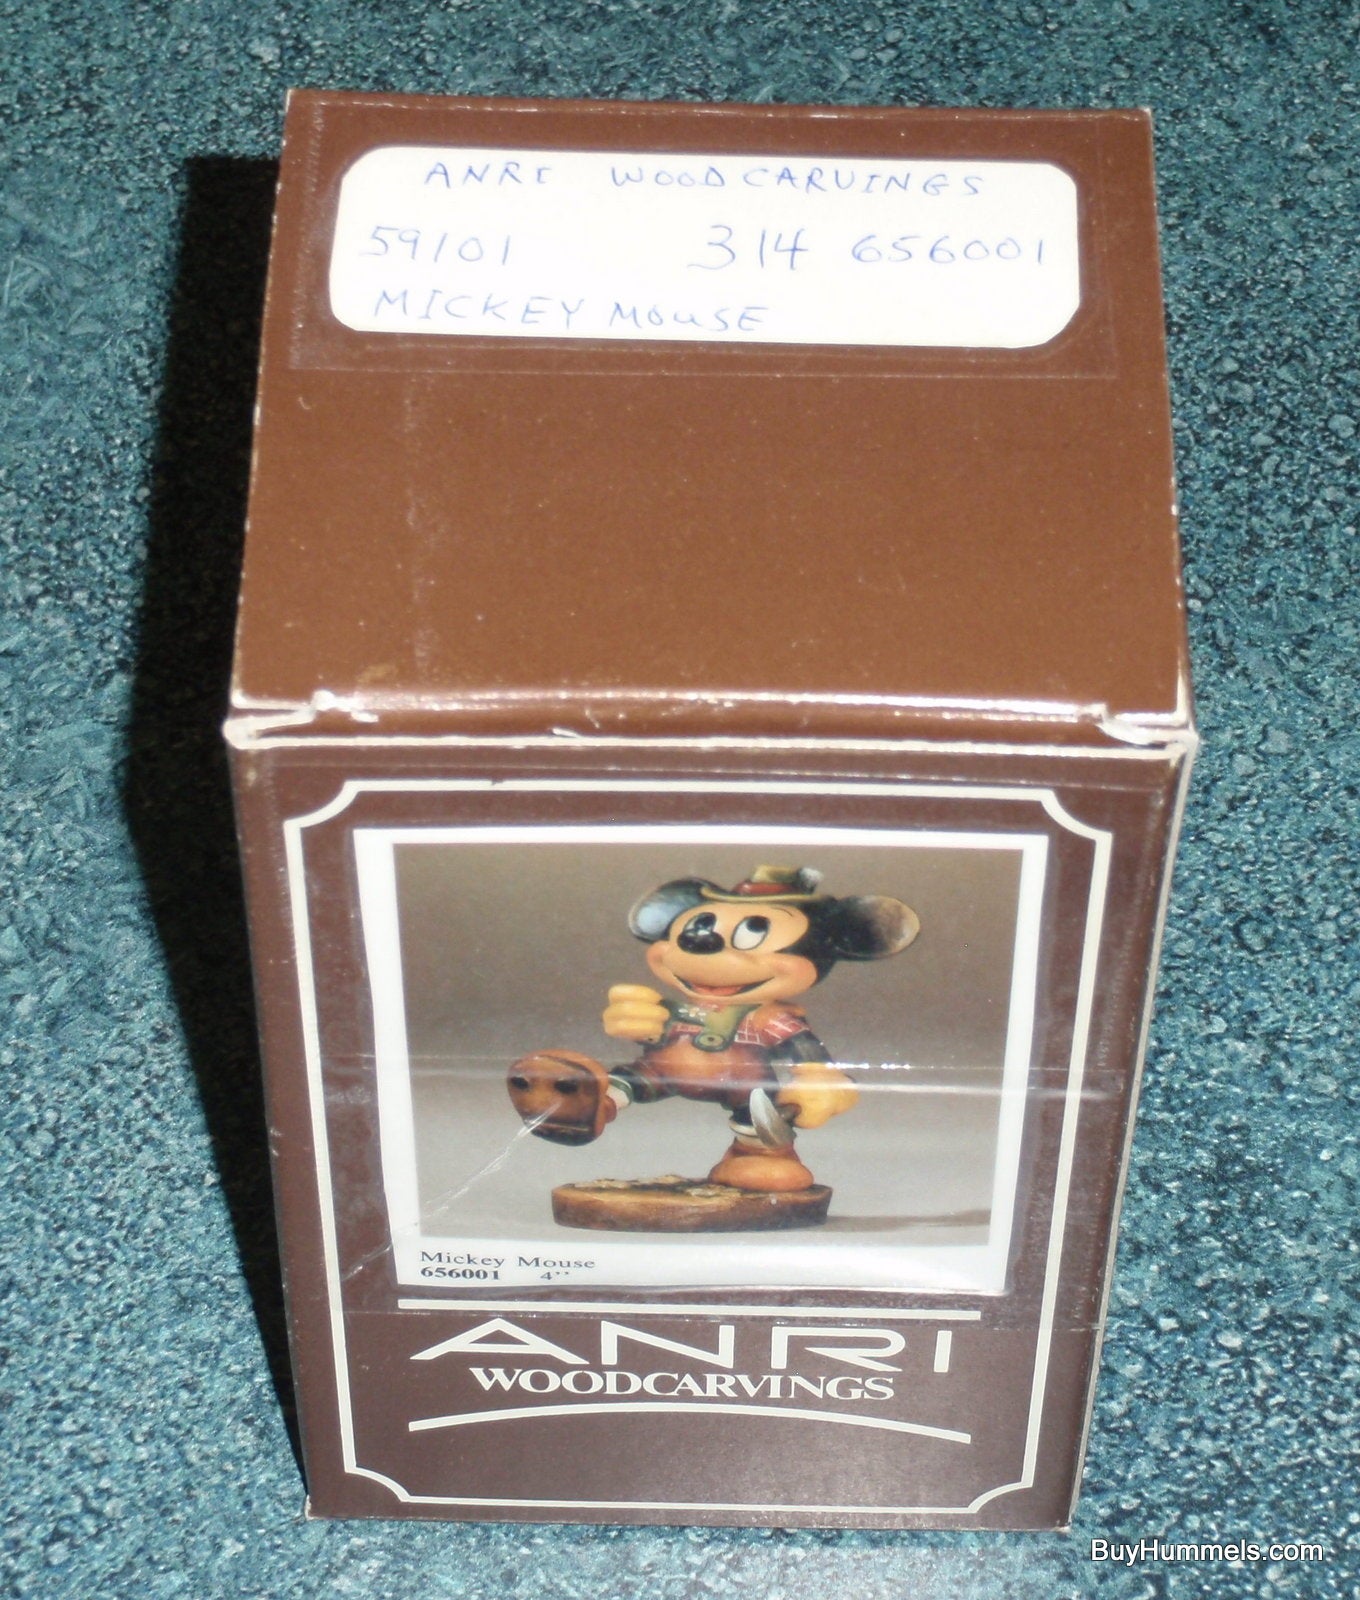 ANRI WOODCARVINGS
59101 314 656001
MICKEY MOUSE
Mickey Mouse
656001 4''
ANRI
WOODCARVINGS
BuyHummels.com